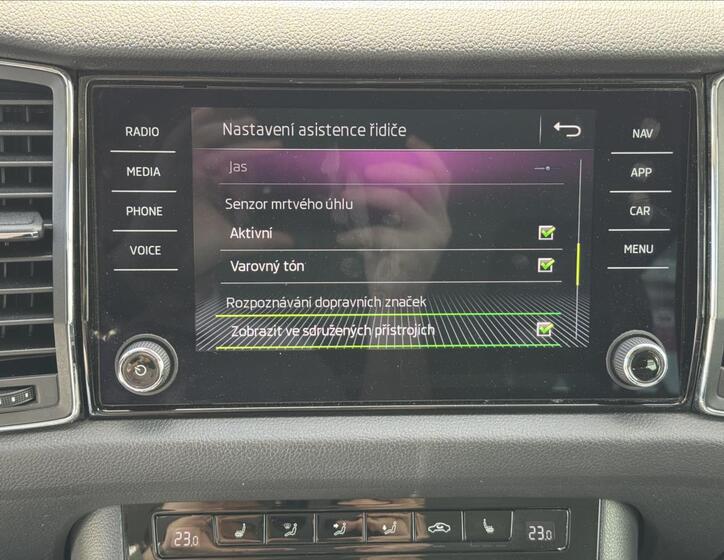 RADIO
MEDIA
PHONE
VOICE
Nastavení asistence řidiče
Jas
Senzor mrtvého úhlu
Aktivní
Varovný tón
Rozpoznávání dopravních značek
Zobrazit ve sdružených přístrojích
NAV
APP
CAR
MENU
23.0
23.0